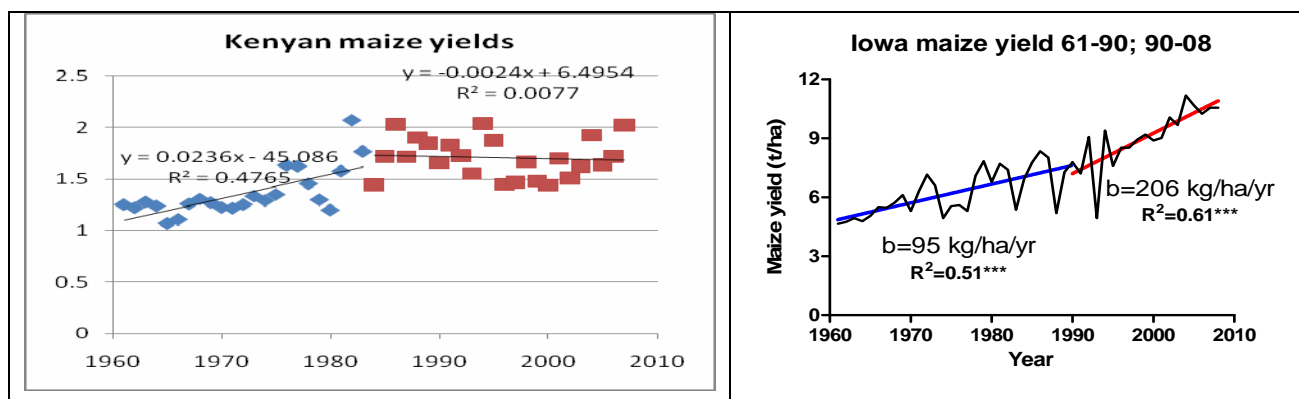 Kenyan maize yields
y = -0.0024x + 6.4954
R² = 0.0077
y = 0.0236x - 45.086
R² = 0.4765
2.5
2
1.5
1
0.5
0
1960 1970 1980 1990 2000 2010
Iowa maize yield 61-90; 90-08
Maize yield (t/ha)
12
9
6
3
0
b=206 kg/ha/yr
R²=0.61***
b=95 kg/ha/yr
R²=0.51***
1960 1970 1980 1990 2000 2010
Year